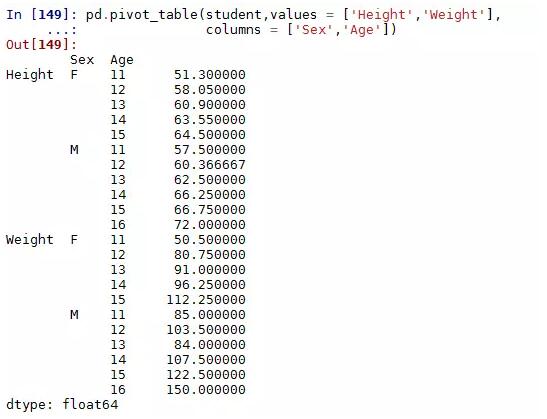 In [149]: pd.pivot_table(student,values = ['Height','Weight'],
     ...:                columns = ['Sex','Age'])
Out[149]:
        Sex  Age
Height  F    11      51.300000
             12      58.050000
             13      60.900000
             14      63.550000
             15      64.500000
        M    11      57.500000
             12      60.366667
             13      62.500000
             14      66.250000
             15      66.750000
             16      72.000000
Weight  F    11      50.500000
             12      80.750000
             13      91.000000
             14      96.250000
             15     112.250000
        M    11      85.000000
             12     103.500000
             13      84.000000
             14     107.500000
             15     122.500000
             16     150.000000
dtype: float64